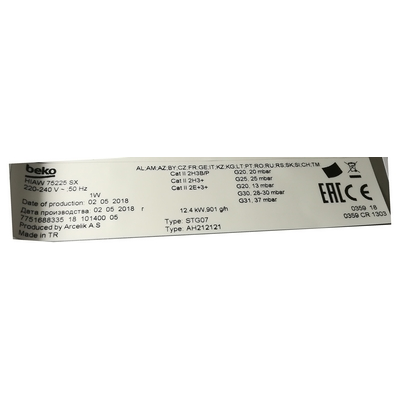 beko
HIAW 75225 SX
220-240 V ~ 50 Hz
1W
Date of production: 02 05 2018
Дата производства: 02 05 2018 г
7751688335 18 101400 05
Produced by Arcelik A.S
Made in TR
AL;AM;AZ;BY;CZ;FR;GE;IT;KZ;KG;LT;PT;RO;RU;RS;SK;SI;CH;TM
Cat II 2H3B/P G20, 20 mbar
Cat II 2H3+ G25, 25 mbar
Cat II 2E+3+ G20, 13 mbar
G30, 28-30 mbar
G31, 37 mbar
12.4 kW,901 g/h
Type: STG07
Type: AH212121
EAC CE
0359 18
0359 CR 1303